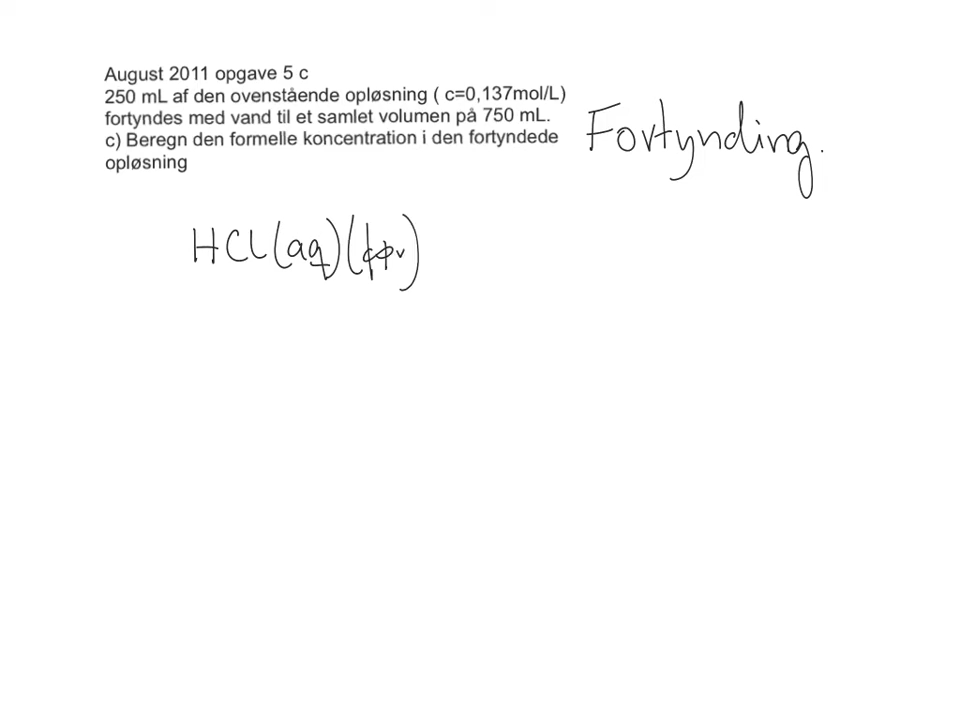 August 2011 opgave 5 c
250 mL af den ovenstående opløsning ( c=0,137mol/L)
fortyndes med vand til et samlet volumen på 750 mL.
c) Beregn den formelle koncentration i den fortyndede
opløsning
Fortynding.
HCl(aq)